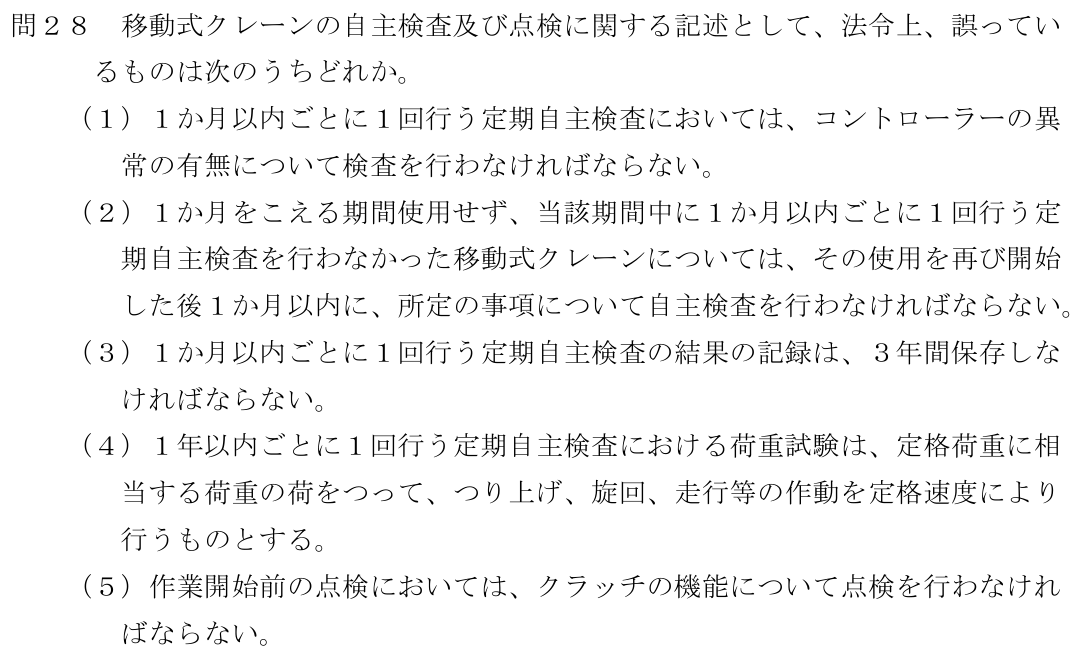 問２８　移動式クレーンの自主検査及び点検に関する記述として、法令上、誤ってい
るものは次のうちどれか。
（１）１か月以内ごとに１回行う定期自主検査においては、コントローラーの異
常の有無について検査を行わなければならない。
（２）１か月をこえる期間使用せず、当該期間中に１か月以内ごとに１回行う定
期自主検査を行わなかった移動式クレーンについては、その使用を再び開始
した後１か月以内に、所定の事項について自主検査を行わなければならない。
（３）１か月以内ごとに１回行う定期自主検査の結果の記録は、３年間保存しな
ければならない。
（４）１年以内ごとに１回行う定期自主検査における荷重試験は、定格荷重に相
当する荷重の荷をつって、つり上げ、旋回、走行等の作動を定格速度により
行うものとする。
（５）作業開始前の点検においては、クラッチの機能について点検を行わなけれ
ばならない。